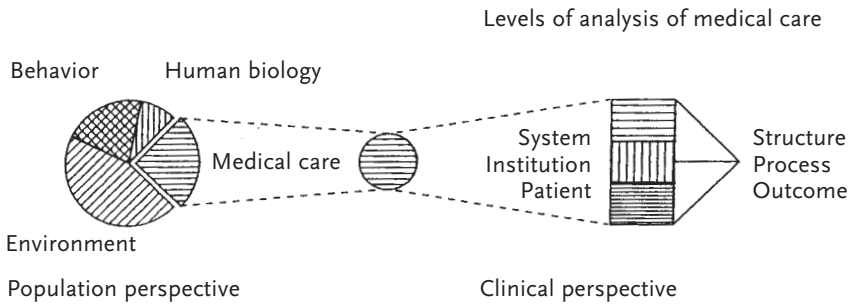 Levels of analysis of medical care
Behavior
Human biology
Medical care
System
Institution
Patient
Structure
Process
Outcome
Environment
Population perspective
Clinical perspective